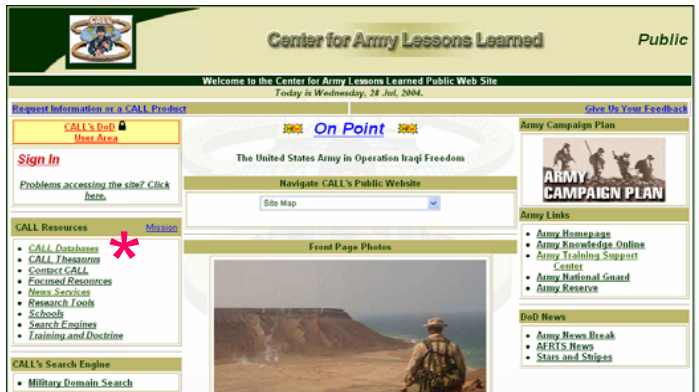 CALL
Center for Army Lessons Learned
Public
Welcome to the Center for Army Lessons Learned Public Web Site
Today is Wednesday, 28 Jul, 2004.
Request Information or a CALL Product
Give Us Your Feedback
CALL's DoD
User Area
Sign In
Problems accessing the site? Click
here.
CALL Resources Mission
CALL Databases
CALL Thesaurus
Contact CALL
Focused Resources
News Services
Research Tools
Schools
Search Engines
Training and Doctrine
CALL's Search Engine
Military Domain Search
On Point
The United States Army in Operation Iraqi Freedom
Navigate CALL's Public Website
Site Map
Front Page Photos
Army Campaign Plan
ARMY
CAMPAIGN PLAN
Army Links
Army Homepage
Army Knowledge Online
Army Training Support
Center
Army National Guard
Army Reserve
DoD News
Army News Break
AFRTS News
Stars and Stripes